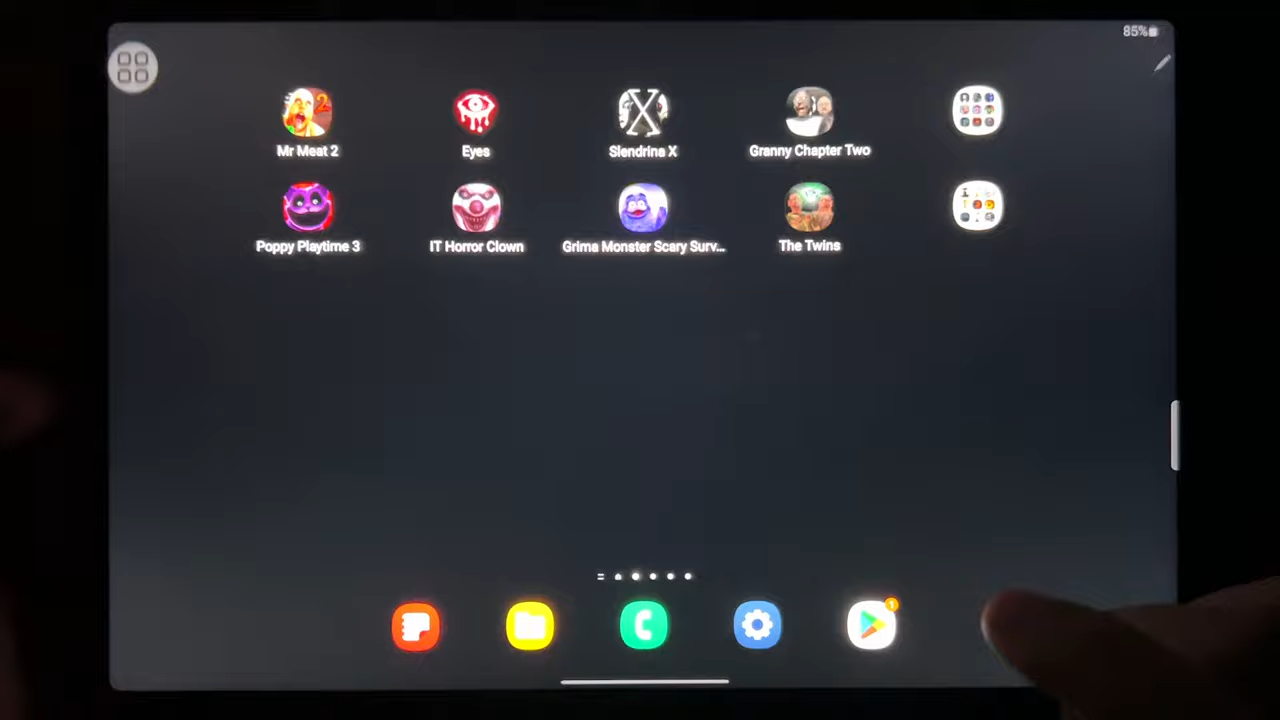 85%
Mr Meat 2
Eyes
Slendrina X
Granny Chapter Two
Poppy Playtime 3
IT Horror Clown
Grima Monster Scary Surv...
The Twins
1